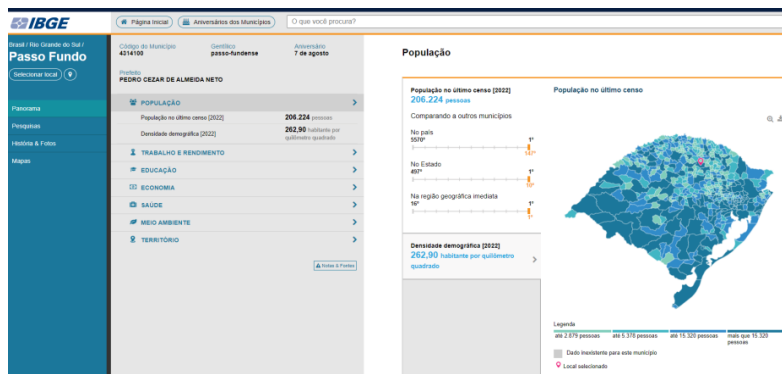 IBGE
Página Inicial
Aniversários dos Municípios
O que você procura?
Brasil / Rio Grande do Sul /
Passo Fundo
Selecionar local
Panorama
Pesquisas
História & Fotos
Mapas
Código do Município
4314100
Gentílico
passo-fundense
Aniversário
7 de agosto
Prefeito
PEDRO CEZAR DE ALMEIDA NETO
POPULAÇÃO
População no último censo [2022]
206.224 pessoas
Densidade demográfica [2022]
262,90 habitante por
quilômetro quadrado
TRABALHO E RENDIMENTO
EDUCAÇÃO
ECONOMIA
SAÚDE
MEIO AMBIENTE
TERRITÓRIO
Notas & Fontes
População
População no último censo [2022]
206.224 pessoas
Comparando a outros municípios
No país
5570º
1º
147º
No Estado
497º
1º
10º
Na região geográfica imediata
16º
1º
1º
Densidade demográfica [2022]
262,90 habitante por quilômetro
quadrado
População no último censo
Legenda
até 2.879 pessoas
até 5.378 pessoas
até 15.320 pessoas
mais que 15.320
pessoas
Dado inexistente para este município
Local selecionado